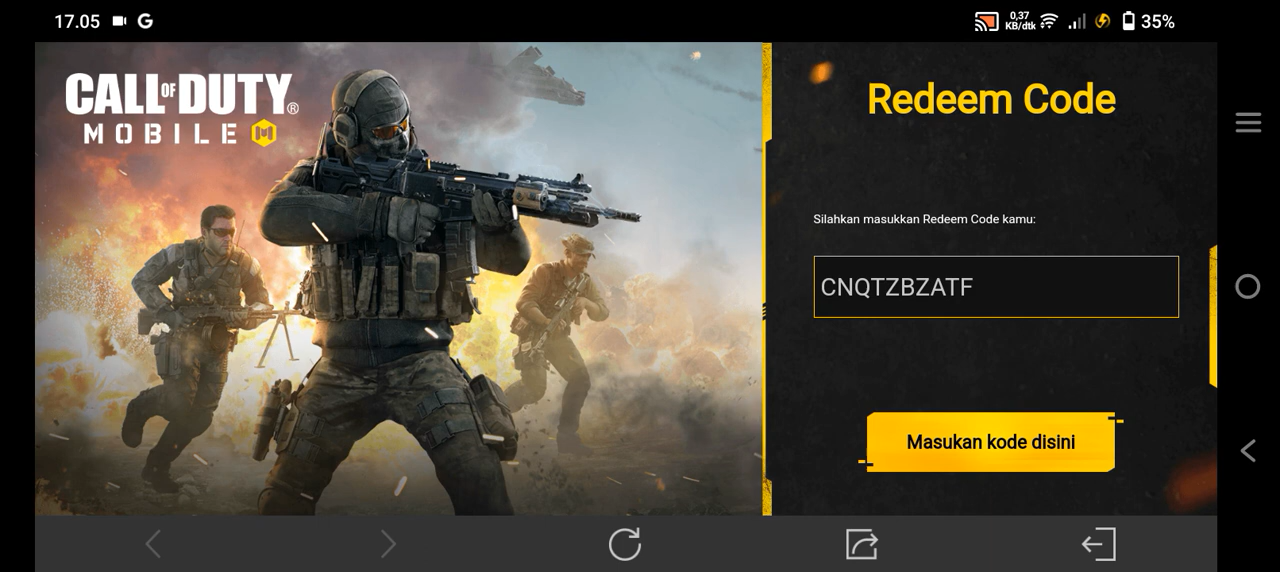 17.05
0,37
KB/dtk
35%
CALL OF DUTY®
MOBILE
Redeem Code
Silahkan masukkan Redeem Code kamu:
CNQTZBZATF
Masukan kode disini